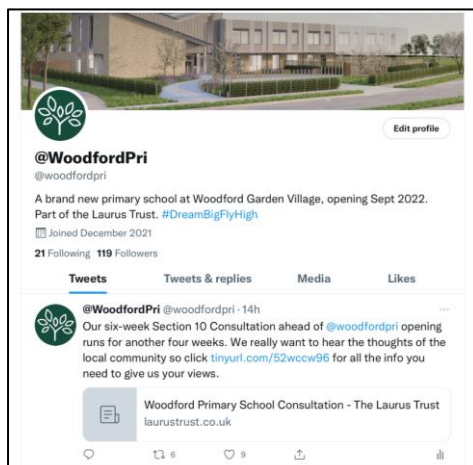 Edit profile
@WoodfordPri
@woodfordpri
A brand new primary school at Woodford Garden Village, opening Sept 2022.
Part of the Laurus Trust. #DreamBigFlyHigh
Joined December 2021
21 Following 119 Followers
Tweets Tweets & replies Media Likes
@WoodfordPri @woodfordpri · 14h ...
Our six-week Section 10 Consultation ahead of @woodfordpri opening
runs for another four weeks. We really want to hear the thoughts of the
local community so click tinyurl.com/52wccw96 for all the info you
need to give us your views.
Woodford Primary School Consultation - The Laurus Trust
laurustrust.co.uk
6 9